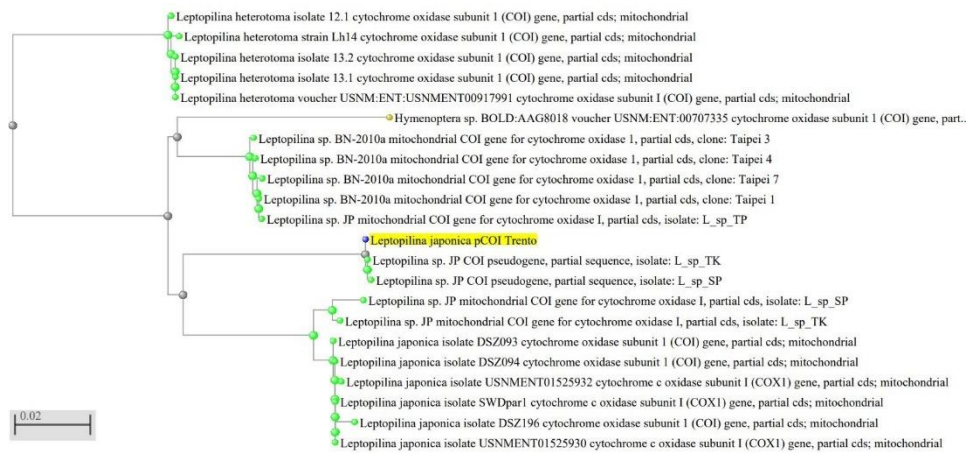 Leptopilina heterotoma isolate 12.1 cytochrome oxidase subunit 1 (COI) gene, partial cds; mitochondrial
Leptopilina heterotoma strain Lh14 cytochrome oxidase subunit 1 (COI) gene, partial cds; mitochondrial
Leptopilina heterotoma isolate 13.2 cytochrome oxidase subunit 1 (COI) gene, partial cds; mitochondrial
Leptopilina heterotoma isolate 13.1 cytochrome oxidase subunit 1 (COI) gene, partial cds; mitochondrial
Leptopilina heterotoma voucher USNM:ENT:USNMENT00917991 cytochrome oxidase subunit I (COI) gene, partial cds; mitochondrial
Hymenoptera sp. BOLD:AAG8018 voucher USNM:ENT:00707335 cytochrome oxidase subunit 1 (COI) gene, part...
Leptopilina sp. BN-2010a mitochondrial COI gene for cytochrome oxidase 1, partial cds, clone: Taipei 3
Leptopilina sp. BN-2010a mitochondrial COI gene for cytochrome oxidase 1, partial cds, clone: Taipei 4
Leptopilina sp. BN-2010a mitochondrial COI gene for cytochrome oxidase 1, partial cds, clone: Taipei 7
Leptopilina sp. BN-2010a mitochondrial COI gene for cytochrome oxidase 1, partial cds, clone: Taipei 1
Leptopilina sp. JP mitochondrial COI gene for cytochrome oxidase I, partial cds, isolate: L_sp_TP
Leptopilina japonica pCOI Trento
Leptopilina sp. JP COI pseudogene, partial sequence, isolate: L_sp_TK
Leptopilina sp. JP COI pseudogene, partial sequence, isolate: L_sp_SP
Leptopilina sp. JP mitochondrial COI gene for cytochrome oxidase I, partial cds, isolate: L_sp_SP
Leptopilina sp. JP mitochondrial COI gene for cytochrome oxidase I, partial cds, isolate: L_sp_TK
Leptopilina japonica isolate DSZ093 cytochrome oxidase subunit 1 (COI) gene, partial cds; mitochondrial
Leptopilina japonica isolate DSZ094 cytochrome oxidase subunit 1 (COI) gene, partial cds; mitochondrial
Leptopilina japonica isolate USNMENT01525932 cytochrome c oxidase subunit I (COX1) gene, partial cds; mitochondrial
Leptopilina japonica isolate SWDpar1 cytochrome c oxidase subunit I (COX1) gene, partial cds; mitochondrial
Leptopilina japonica isolate DSZ196 cytochrome oxidase subunit 1 (COI) gene, partial cds; mitochondrial
Leptopilina japonica isolate USNMENT01525930 cytochrome c oxidase subunit I (COX1) gene, partial cds; mitochondrial
0.02